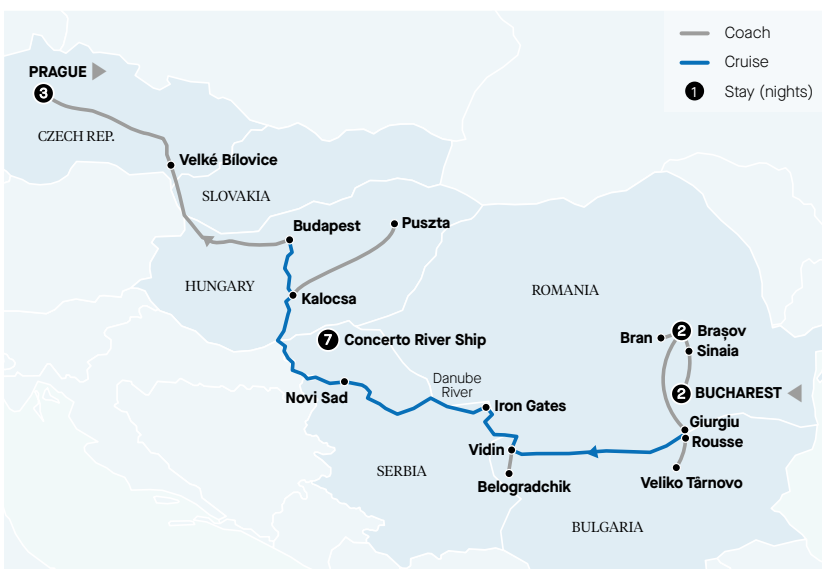 Coach
Cruise
1 Stay (nights)
PRAGUE
3
CZECH REP.
Velké Bílovice
SLOVAKIA
Budapest
Puszta
HUNGARY
Kalocsa
ROMANIA
7 Concerto River Ship
Bran
2 Brașov
Sinaia
Danube
River
2 BUCHAREST
Novi Sad
Iron Gates
Giurgiu
Rousse
Vidin
SERBIA
Belogradchik
Veliko Târnovo
BULGARIA